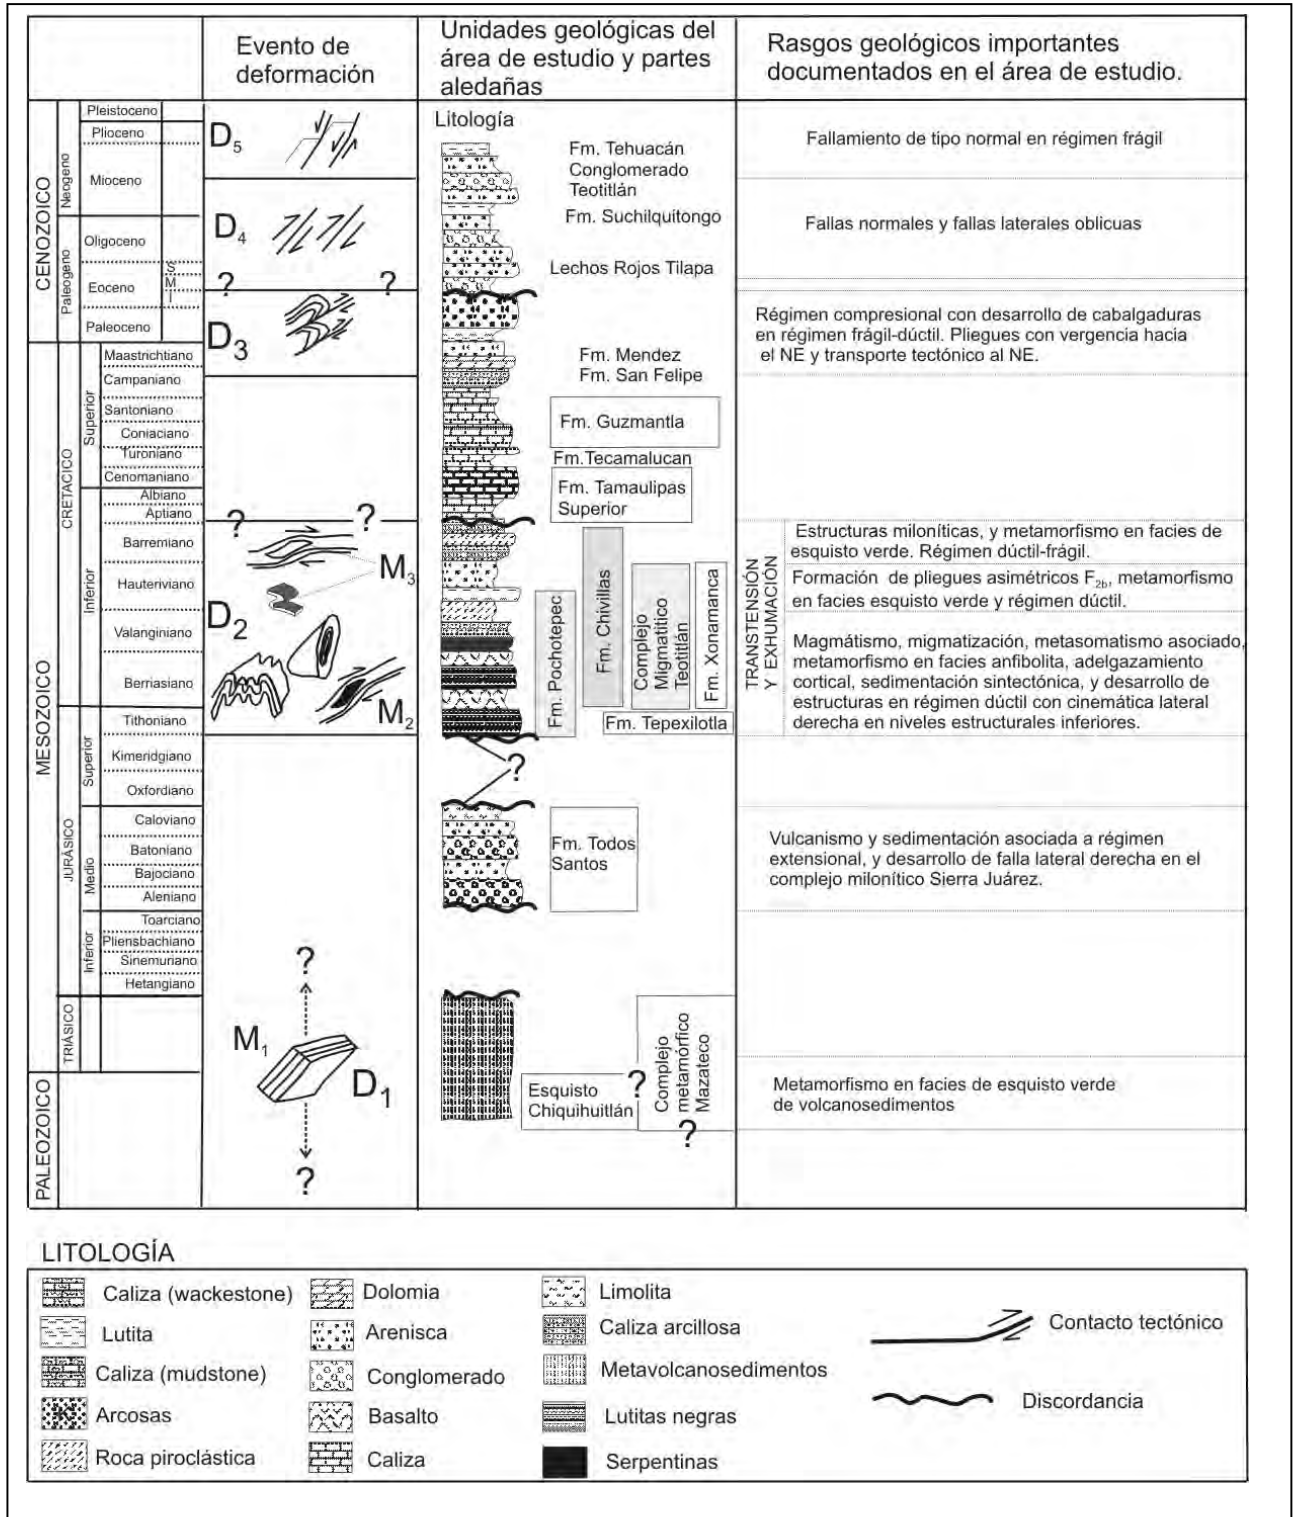 Evento de
deformación
Unidades geológicas del
área de estudio y partes
aledañas
Rasgos geológicos importantes
documentados en el área de estudio.
CENOZOICO
Neogeno
Paleogeno
Pleistoceno
Plioceno
Mioceno
Oligoceno
Eoceno
S
M
I
Paleoceno
MESOZOICO
CRETACICO
Superior
Maastrichtiano
Campaniano
Santoniano
Coniaciano
Turoniano
Cenomaniano
Inferior
Albiano
Aptiano
Barremiano
Hauteriviano
Valanginiano
Berriasiano
JURÁSICO
Superior
Tithoniano
Kimeridgiano
Oxfordiano
Medio
Caloviano
Batoniano
Bajociano
Aleniano
Inferior
Toarciano
Pliensbachiano
Sinemuriano
Hetangiano
TRIÁSICO
PALEOZOICO
D5
D4
? ?
D3
? ?
M3
D2
M2
?
M1
D1
?
Litología
Fm. Tehuacán
Conglomerado
Teotitlán
Fm. Suchilquitongo
Lechos Rojos Tilapa
Fm. Mendez
Fm. San Felipe
Fm. Guzmantla
Fm.Tecamalucan
Fm. Tamaulipas
Superior
Fm. Pochotepec
Fm. Chivillas
Complejo
Migmatitico
Teotitlán
Fm. Xonamanca
Fm. Tepexilotla
?
Fm. Todos
Santos
Esquisto
Chiquihuitlán
?
Complejo
metamórfico
Mazateco
?
Fallamiento de tipo normal en régimen frágil
Fallas normales y fallas laterales oblicuas
Régimen compresional con desarrollo de cabalgaduras
en régimen frágil-dúctil. Pliegues con vergencia hacia
el NE y transporte tectónico al NE.
TRANSTENSIÓN
Y EXHUMACIÓN
Estructuras miloníticas, y metamorfismo en facies de
esquisto verde. Régimen dúctil-frágil.
Formación de pliegues asimétricos F2b, metamorfismo
en facies esquisto verde y régimen dúctil.
Magmátismo, migmatización, metasomatismo asociado,
metamorfismo en facies anfibolita, adelgazamiento
cortical, sedimentación sintectónica, y desarrollo de
estructuras en régimen dúctil con cinemática lateral
derecha en niveles estructurales inferiores.
Vulcanismo y sedimentación asociada a régimen
extensional, y desarrollo de falla lateral derecha en el
complejo milonítico Sierra Juárez.
Metamorfismo en facies de esquisto verde
de volcanosedimentos
LITOLOGÍA
Caliza (wackestone)
Lutita
Caliza (mudstone)
Arcosas
Roca piroclástica
Dolomia
Arenisca
Conglomerado
Basalto
Caliza
Limolita
Caliza arcillosa
Metavolcanosedimentos
Lutitas negras
Serpentinas
Contacto tectónico
Discordancia